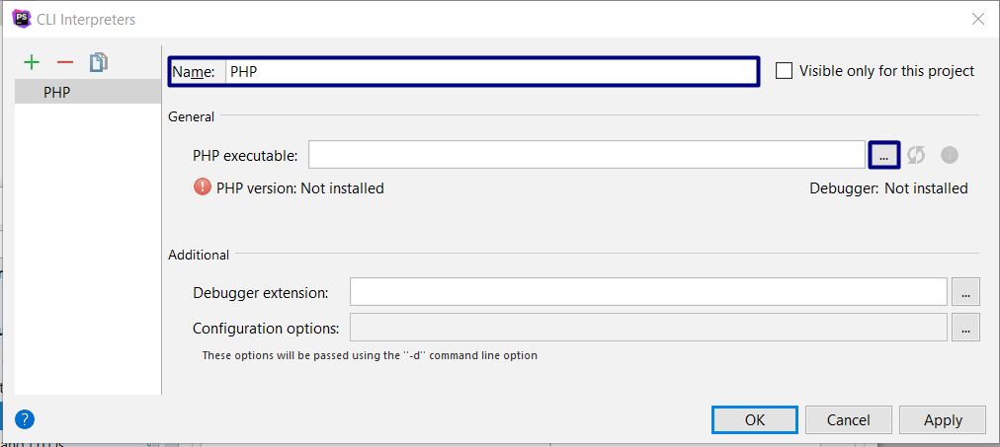 PS CLI Interpreters
PHP
Name: PHP
Visible only for this project
General
PHP executable:
...
PHP version: Not installed
Debugger: Not installed
Additional
Debugger extension:
...
Configuration options:
...
These options will be passed using the "-d" command line option
?
OK
Cancel
Apply